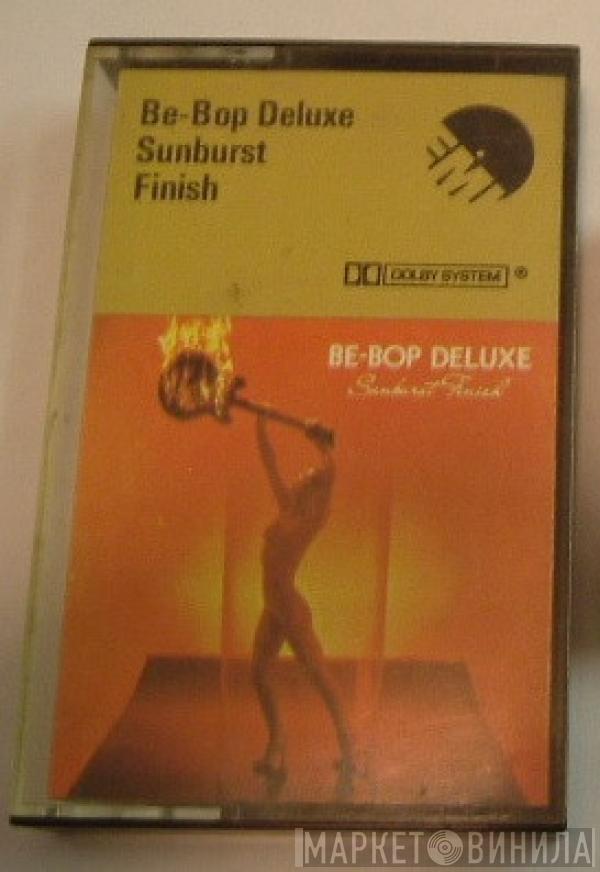 Be-Bop Deluxe
Sunburst
Finish
EMI
DOLBY SYSTEM ®
BE-BOP DELUXE
Sunburst Finish
МАРКЕТ ВИНИЛА